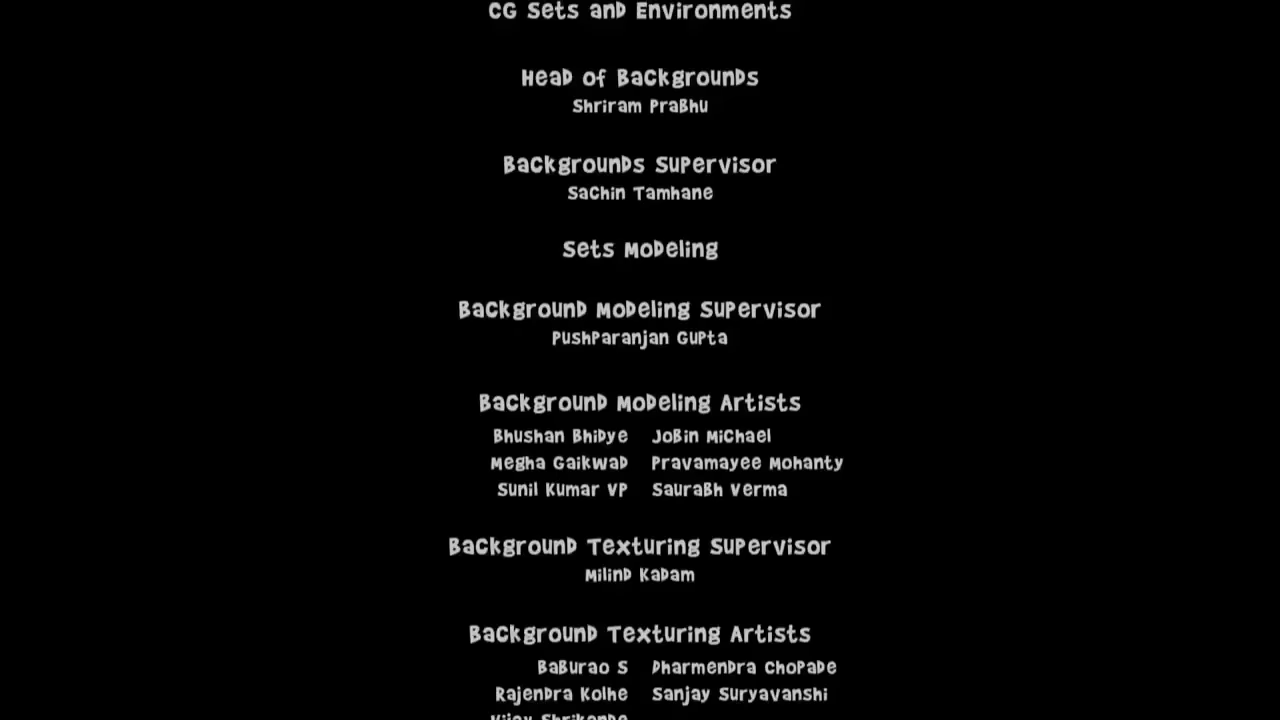 CG Sets and Environments
Head of Backgrounds
Shriram Prabhu
Backgrounds Supervisor
Sachin Tamhane
Sets Modeling
Background Modeling Supervisor
Pushparanjan Gupta
Background Modeling Artists
Bhushan Bhidye Jobin Michael
Megha Gaikwad Pravamayee Mohanty
Sunil Kumar VP Saurabh Verma
Background Texturing Supervisor
Milind Kadam
Background Texturing Artists
Baburao S Dharmendra Chopade
Rajendra Kolhe Sanjay Suryavanshi